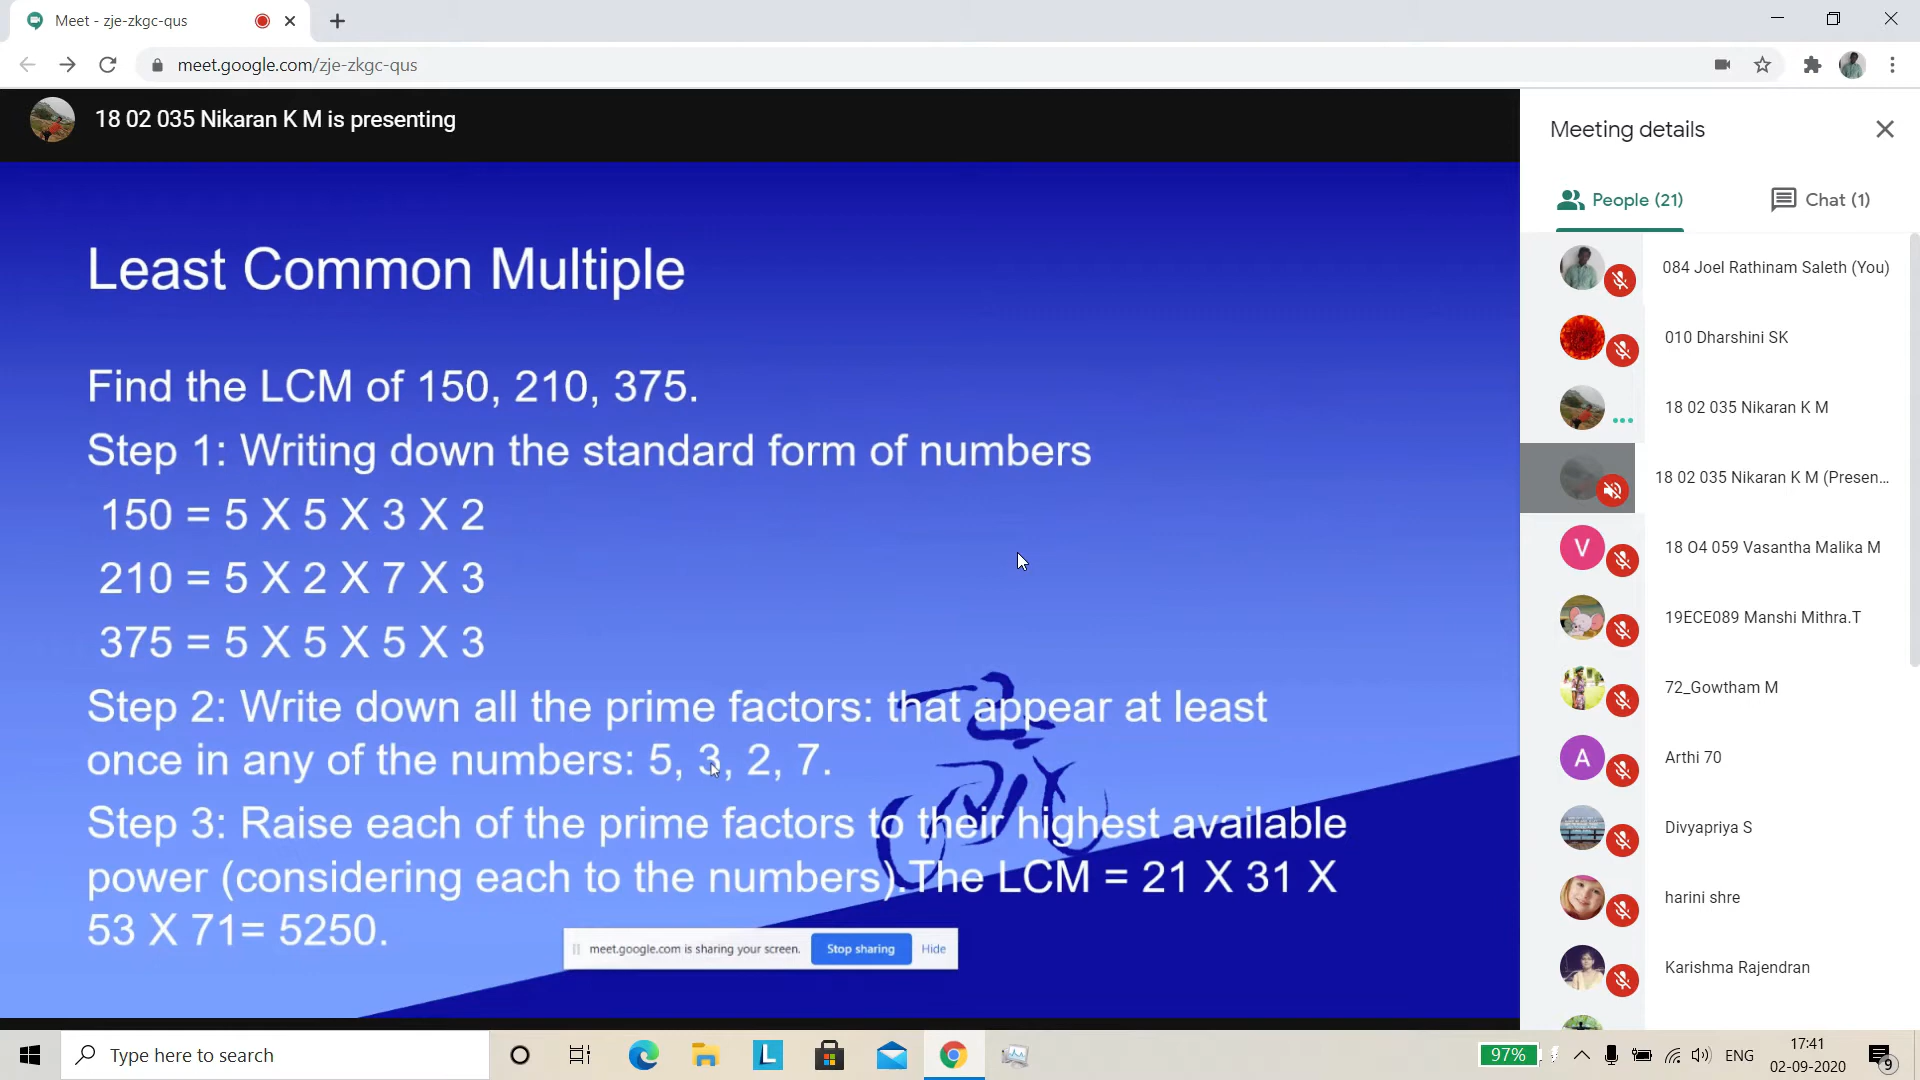 Meet - zje-zkgc-qus
meet.google.com/zje-zkgc-qus
18 02 035 Nikaran K M is presenting
Least Common Multiple
Find the LCM of 150, 210, 375.
Step 1: Writing down the standard form of numbers
150 = 5 X 5 X 3 X 2
210 = 5 X 2 X 7 X 3
375 = 5 X 5 X 5 X 3
Step 2: Write down all the prime factors: that appear at least
once in any of the numbers: 5, 3, 2, 7.
Step 3: Raise each of the prime factors to their highest available
power (considering each to the numbers).The LCM = 21 X 31 X
53 X 71= 5250.
meet.google.com is sharing your screen.
Stop sharing
Hide
Meeting details
People (21)
Chat (1)
084 Joel Rathinam Saleth (You)
010 Dharshini SK
18 02 035 Nikaran K M
18 02 035 Nikaran K M (Presen...
V
18 O4 059 Vasantha Malika M
19ECE089 Manshi Mithra.T
72_Gowtham M
A
Arthi 70
Divyapriya S
harini shre
Karishma Rajendran
Type here to search
L
97%
ENG
17:41
02-09-2020
9